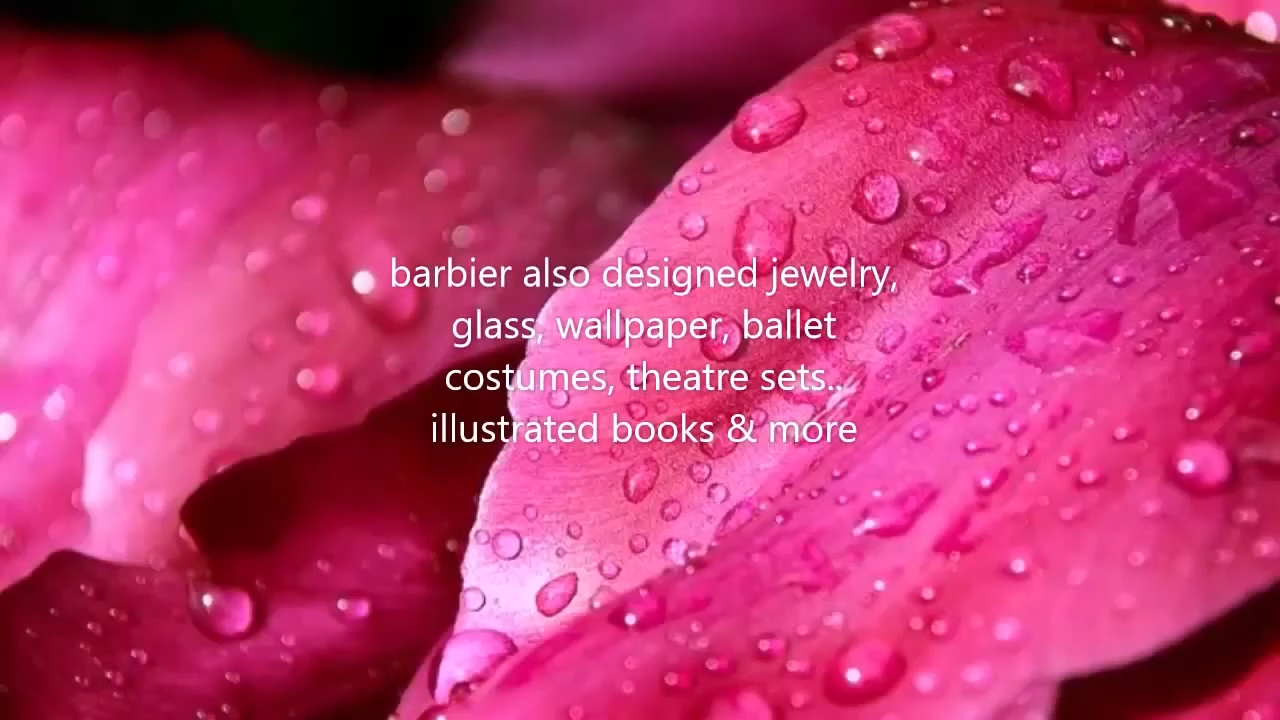 barbier also designed jewelry,
glass, wallpaper, ballet
costumes, theatre sets..
illustrated books & more